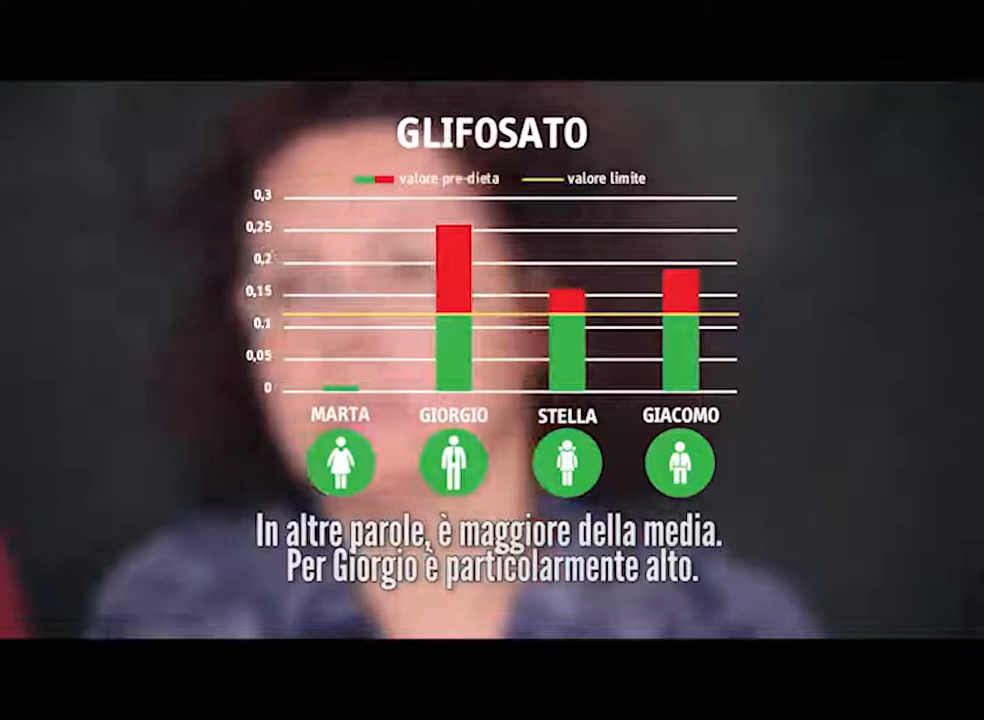 GLIFOSATO
valore pre-dieta valore limite
0,3
0,25
0,2
0,15
0,1
0,05
0
MARTA GIORGIO STELLA GIACOMO
In altre parole, è maggiore della media.
Per Giorgio è particolarmente alto.